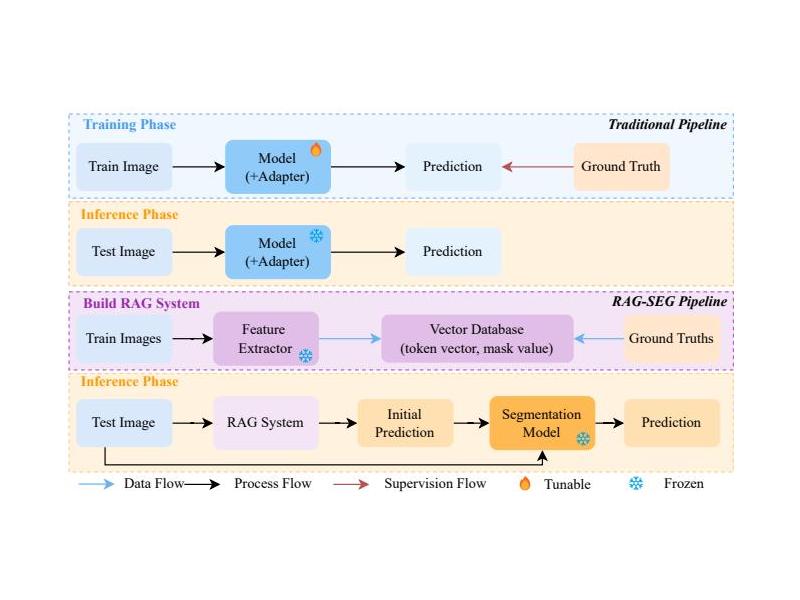 Training Phase
Traditional Pipeline
Train Image
Model
(+Adapter)
Prediction
Ground Truth
Inference Phase
Test Image
Model
(+Adapter)
Prediction
Build RAG System
RAG-SEG Pipeline
Train Images
Feature
Extractor
Vector Database
(token vector, mask value)
Ground Truths
Inference Phase
Test Image
RAG System
Initial
Prediction
Segmentation
Model
Prediction
Data Flow
Process Flow
Supervision Flow
Tunable
Frozen